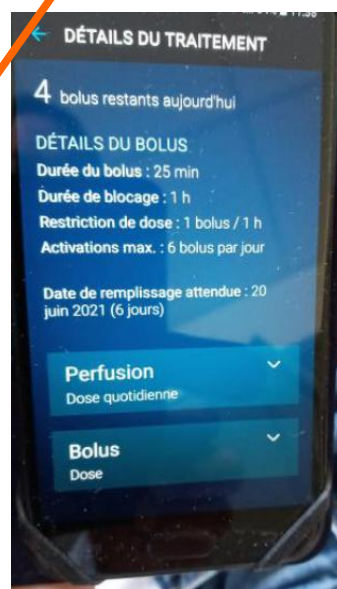 DÉTAILS DU TRAITEMENT
4 bolus restants aujourd'hui
DÉTAILS DU BOLUS
Durée du bolus : 25 min
Durée de blocage : 1 h
Restriction de dose : 1 bolus / 1 h
Activations max. : 6 bolus par jour
Date de remplissage attendue : 20
juin 2021 (6 jours)
Perfusion
Dose quotidienne
Bolus
Dose